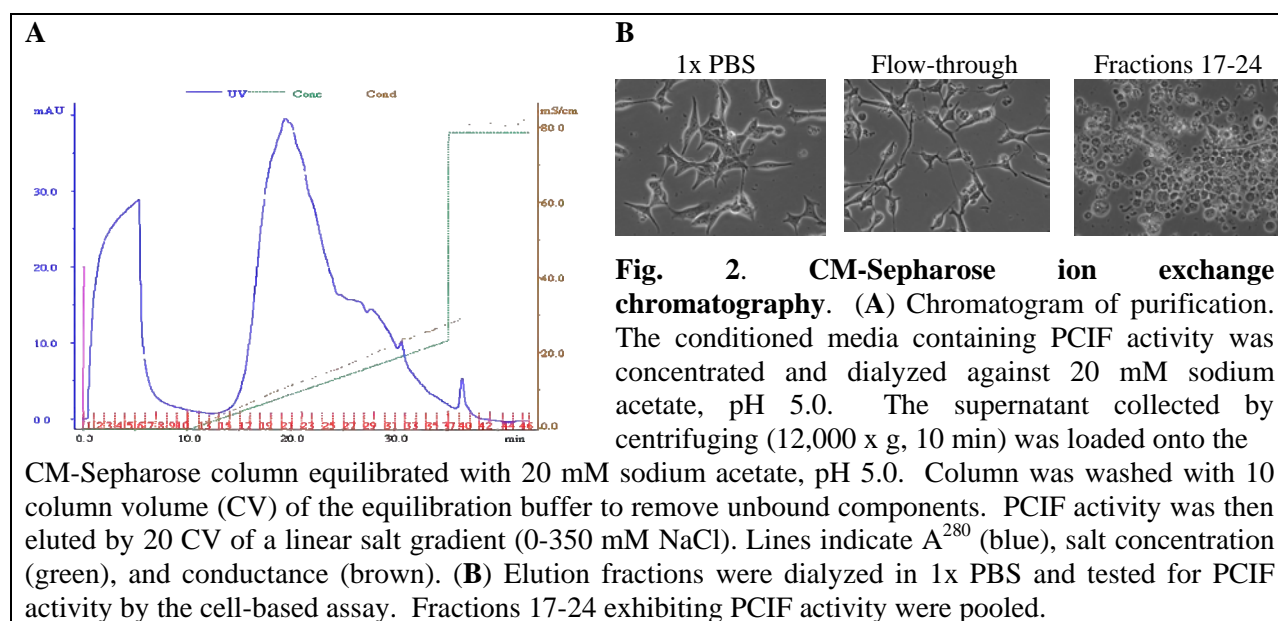 A
B
1x PBS Flow-through Fractions 17-24
UV Conc Cond
mAU
mS/cm
80.0
30.0
60.0
20.0
40.0
10.0
20.0
0.0
0.0
10.0 20.0 30.0 min
Fig. 2. CM-Sepharose ion exchange
chromatography. (A) Chromatogram of purification.
The conditioned media containing PCIF activity was
concentrated and dialyzed against 20 mM sodium
acetate, pH 5.0. The supernatant collected by
centrifuging (12,000 x g, 10 min) was loaded onto the
CM-Sepharose column equilibrated with 20 mM sodium acetate, pH 5.0. Column was washed with 10
column volume (CV) of the equilibration buffer to remove unbound components. PCIF activity was then
eluted by 20 CV of a linear salt gradient (0-350 mM NaCl). Lines indicate A280 (blue), salt concentration
(green), and conductance (brown). (B) Elution fractions were dialyzed in 1x PBS and tested for PCIF
activity by the cell-based assay. Fractions 17-24 exhibiting PCIF activity were pooled.